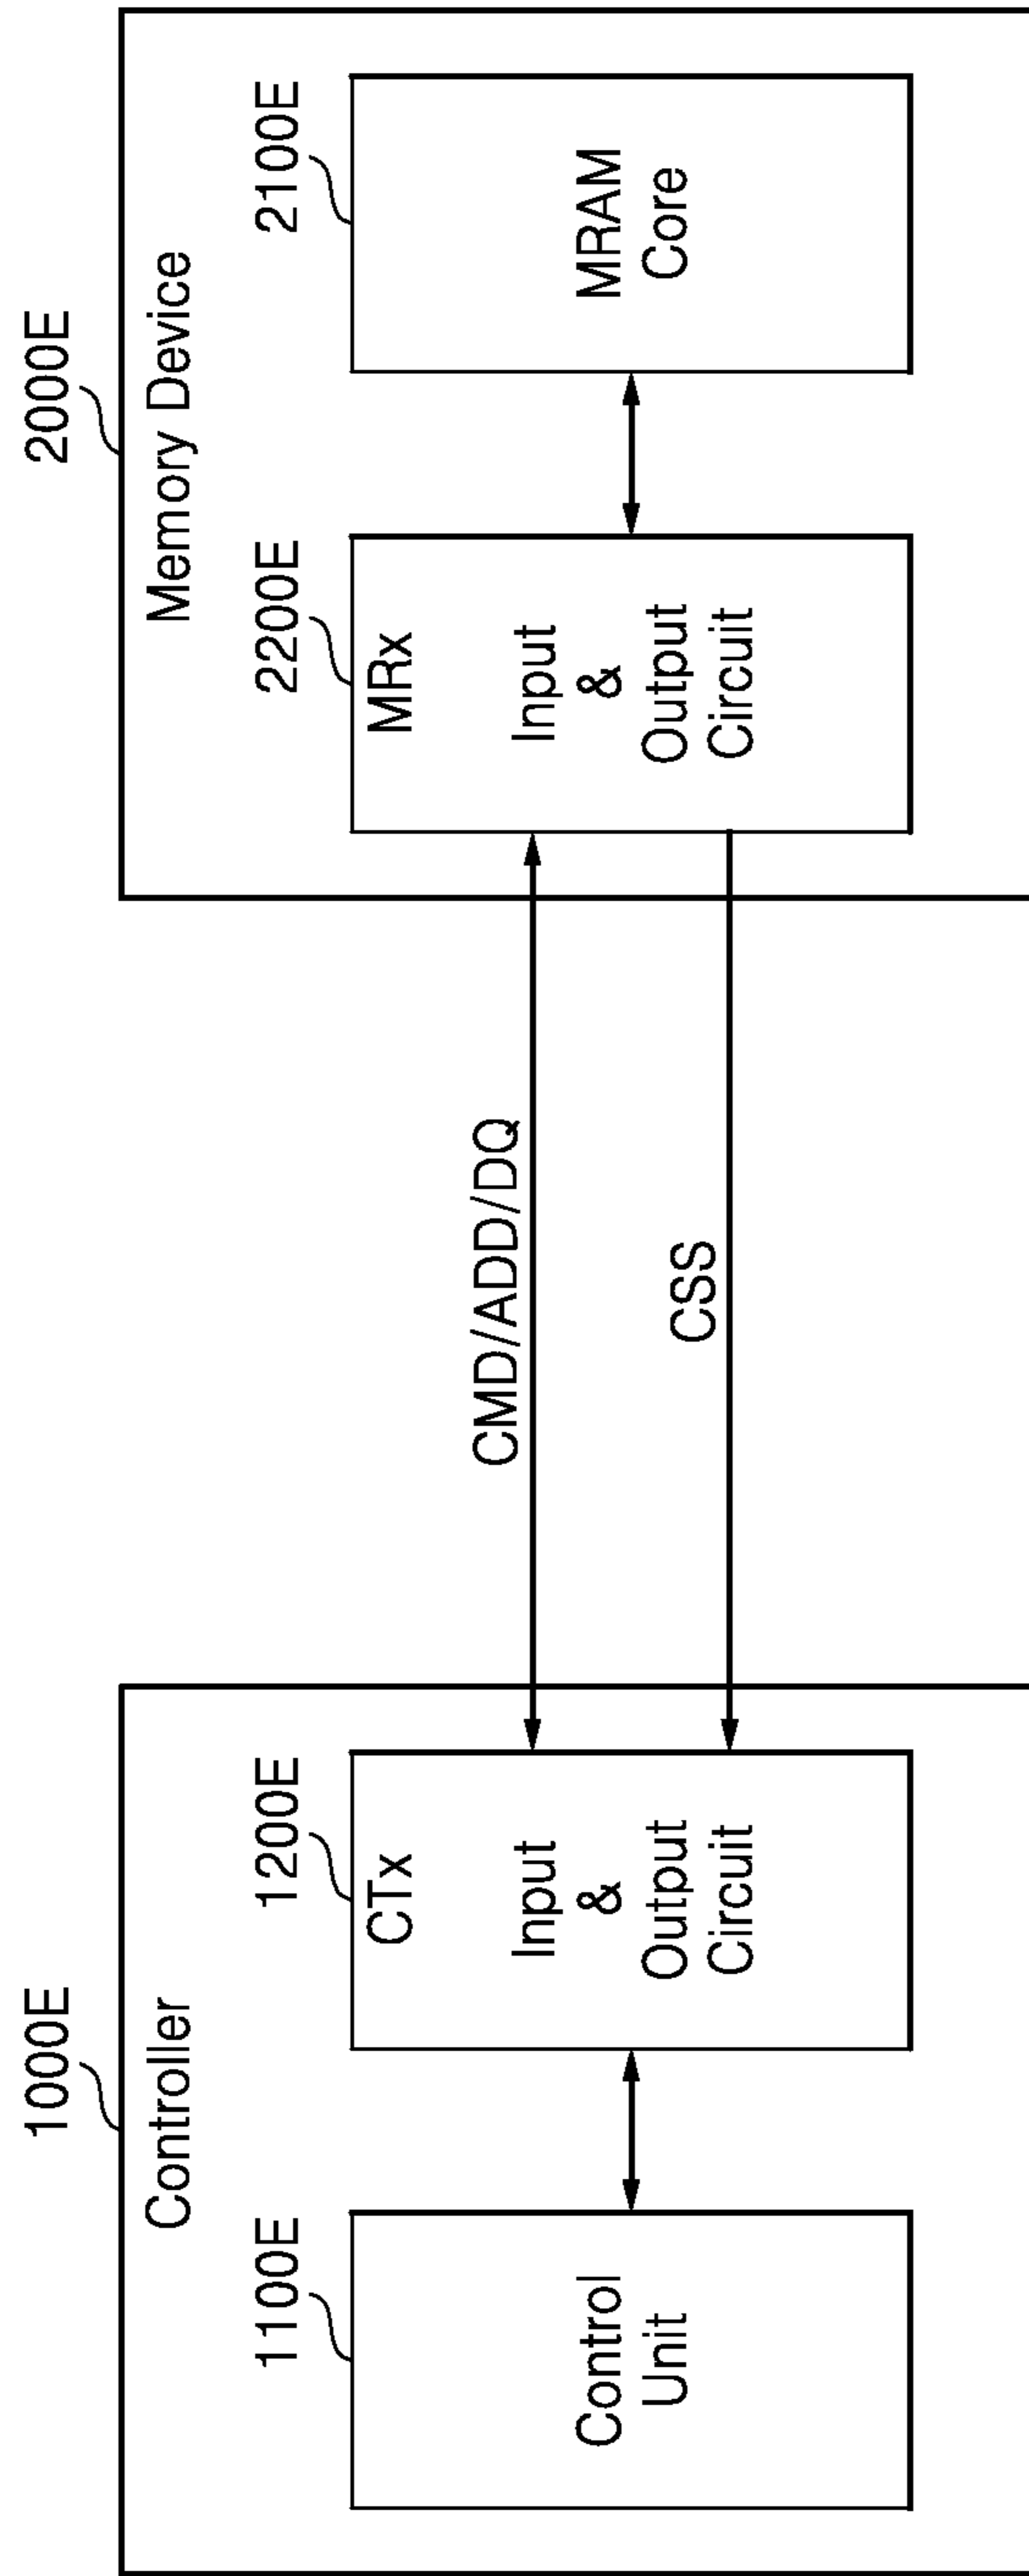 1000E
Controller
1100E
Control
Unit
1200E
CTx
Input
&
Output
Circuit
CMD/ADD/DQ
CSS
2000E
Memory Device
2200E
MRx
Input
&
Output
Circuit
2100E
MRAM
Core